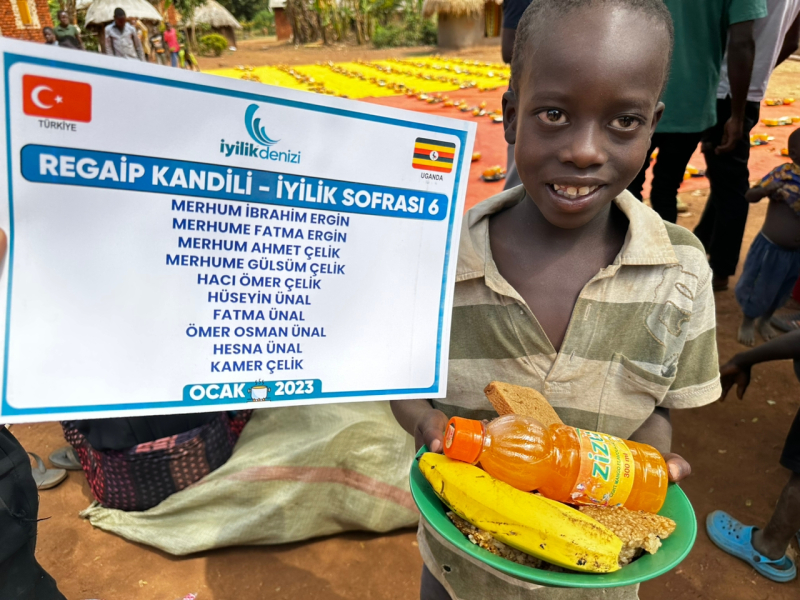 TÜRKİYE
iyilikdenizi
UGANDA
REGAİP KANDİLİ - İYİLİK SOFRASI 6
MERHUM İBRAHİM ERGİN
MERHUME FATMA ERGİN
MERHUM AHMET ÇELİK
MERHUME GÜLSÜM ÇELİK
HACI ÖMER ÇELİK
HÜSEYİN ÜNAL
FATMA ÜNAL
ÖMER OSMAN ÜNAL
HESNA ÜNAL
KAMER ÇELİK
OCAK 2023
300 ml